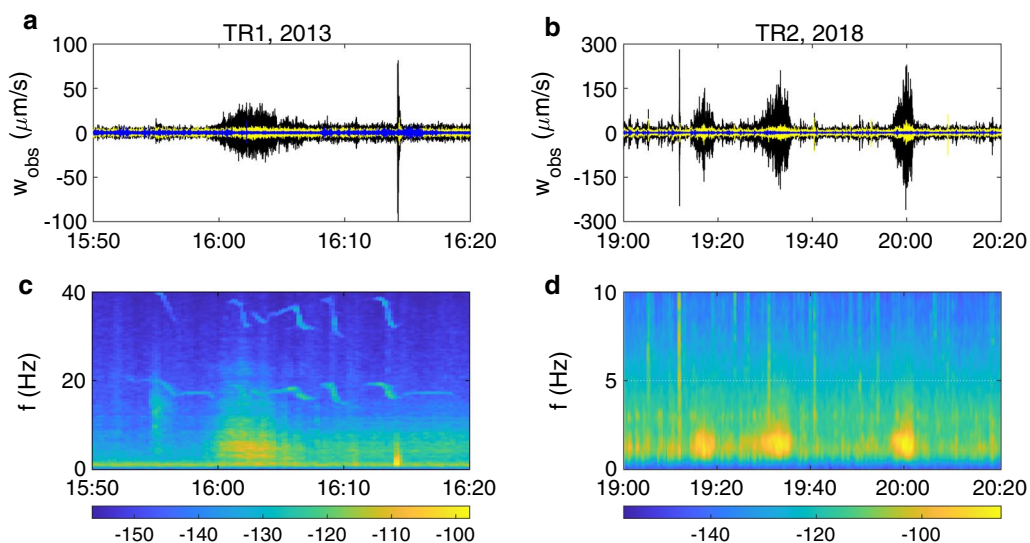 a
TR1, 2013
100
50
0
-50
-100
w_obs (μm/s)
15:50 16:00 16:10 16:20
b
TR2, 2018
300
150
0
-150
-300
w_obs (μm/s)
19:00 19:20 19:40 20:00 20:20
c
40
20
0
f (Hz)
15:50 16:00 16:10 16:20
-150 -140 -130 -120 -110 -100
d
10
5
0
f (Hz)
19:00 19:20 19:40 20:00 20:20
-140 -120 -100